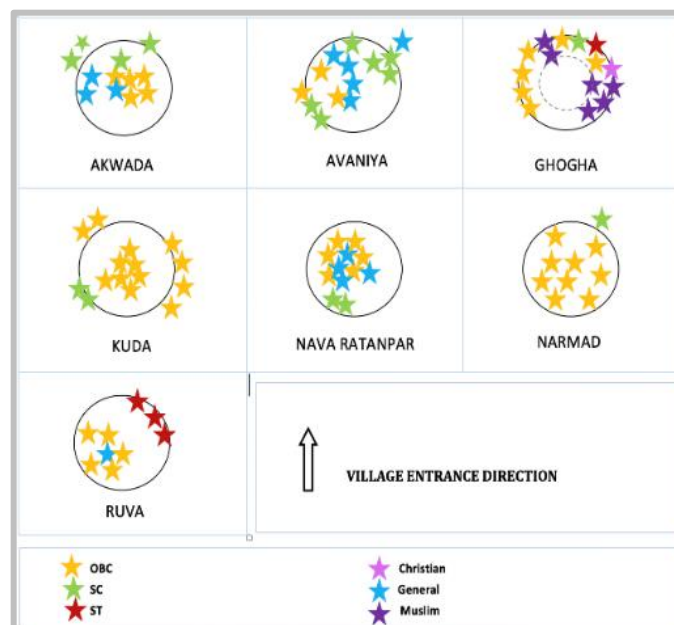 AKWADA
AVANIYA
GHOGHA
KUDA
NAVA RATANPAR
NARMAD
RUVA
VILLAGE ENTRANCE DIRECTION
OBC
SC
ST
Christian
General
Muslim